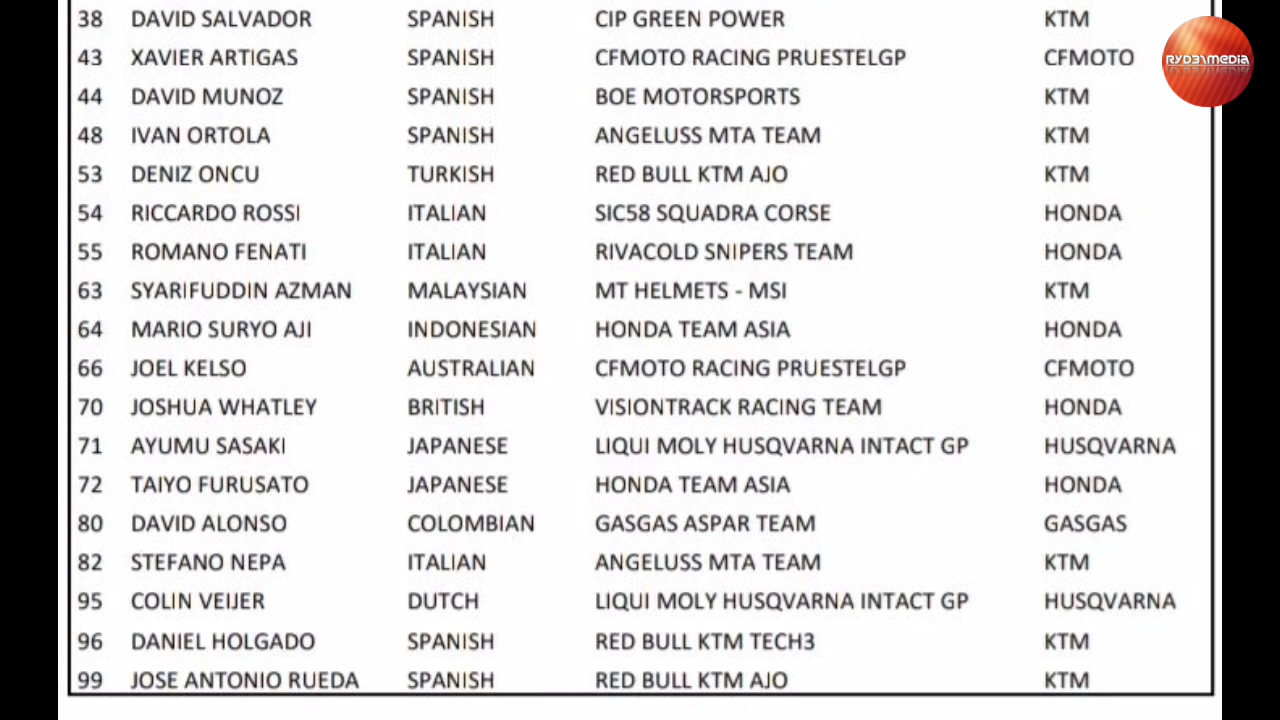 38 DAVID SALVADOR SPANISH CIP GREEN POWER KTM
43 XAVIER ARTIGAS SPANISH CFMOTO RACING PRUESTELGP CFMOTO
RYD3\MEDIA
44 DAVID MUNOZ SPANISH BOE MOTORSPORTS KTM
48 IVAN ORTOLA SPANISH ANGELUSS MTA TEAM KTM
53 DENIZ ONCU TURKISH RED BULL KTM AJO KTM
54 RICCARDO ROSSI ITALIAN SIC58 SQUADRA CORSE HONDA
55 ROMANO FENATI ITALIAN RIVACOLD SNIPERS TEAM HONDA
63 SYARIFUDDIN AZMAN MALAYSIAN MT HELMETS - MSI KTM
64 MARIO SURYO AJI INDONESIAN HONDA TEAM ASIA HONDA
66 JOEL KELSO AUSTRALIAN CFMOTO RACING PRUESTELGP CFMOTO
70 JOSHUA WHATLEY BRITISH VISIONTRACK RACING TEAM HONDA
71 AYUMU SASAKI JAPANESE LIQUI MOLY HUSQVARNA INTACT GP HUSQVARNA
72 TAIYO FURUSATO JAPANESE HONDA TEAM ASIA HONDA
80 DAVID ALONSO COLOMBIAN GASGAS ASPAR TEAM GASGAS
82 STEFANO NEPA ITALIAN ANGELUSS MTA TEAM KTM
95 COLIN VEIJER DUTCH LIQUI MOLY HUSQVARNA INTACT GP HUSQVARNA
96 DANIEL HOLGADO SPANISH RED BULL KTM TECH3 KTM
99 JOSE ANTONIO RUEDA SPANISH RED BULL KTM AJO KTM